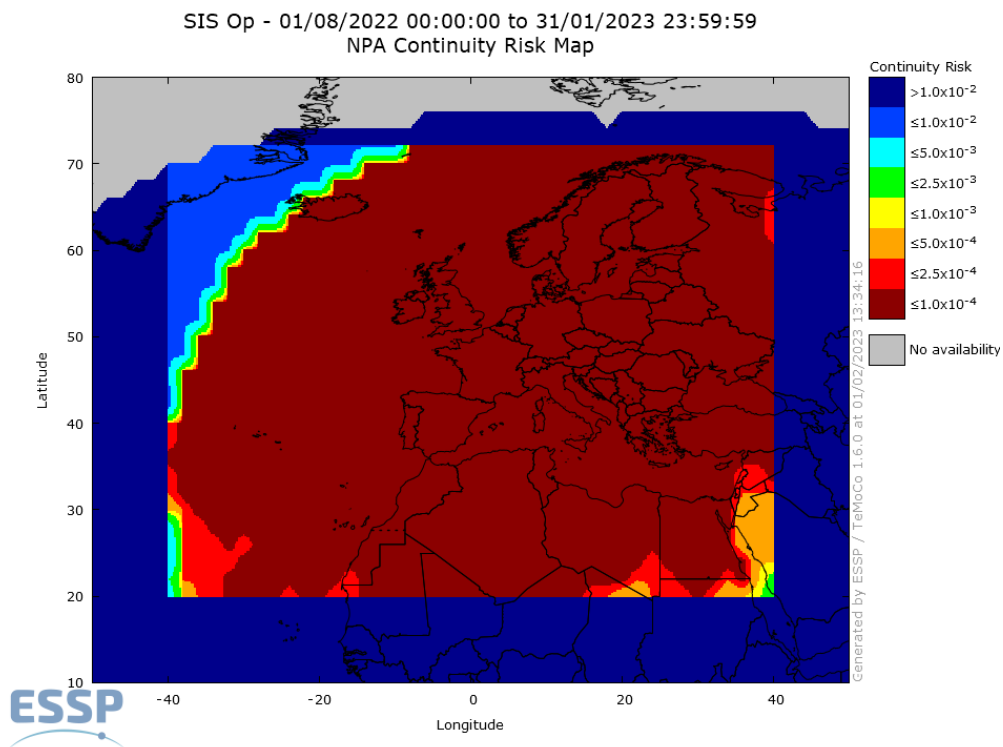 SIS Op - 01/08/2022 00:00:00 to 31/01/2023 23:59:59
NPA Continuity Risk Map
Continuity Risk
>1.0x10-2
≤1.0x10-2
≤5.0x10-3
≤2.5x10-3
≤1.0x10-3
≤5.0x10-4
≤2.5x10-4
≤1.0x10-4
No availability
80
70
60
50
40
30
20
10
Latitude
-40
-20
0
20
40
Longitude
Generated by ESSP / TeMoCo 1.6.0 at 01/02/2023 13:34:16
ESSP